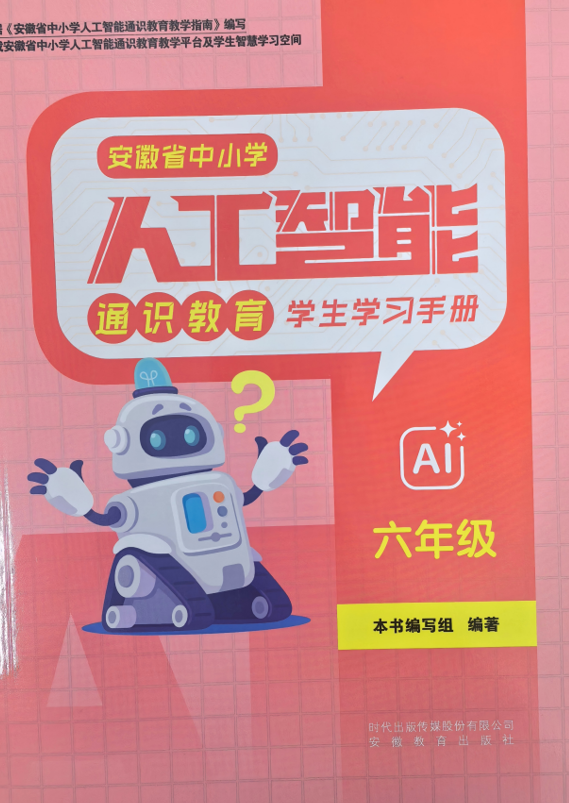 《安徽省中小学人工智能通识教育教学指南》编写
安徽省中小学人工智能通识教育教学平台及学生智慧学习空间
安徽省中小学
人工智能
通识教育 学生学习手册
?
AI
六年级
本书编写组 编著
时代出版传媒股份有限公司
安徽教育出版社